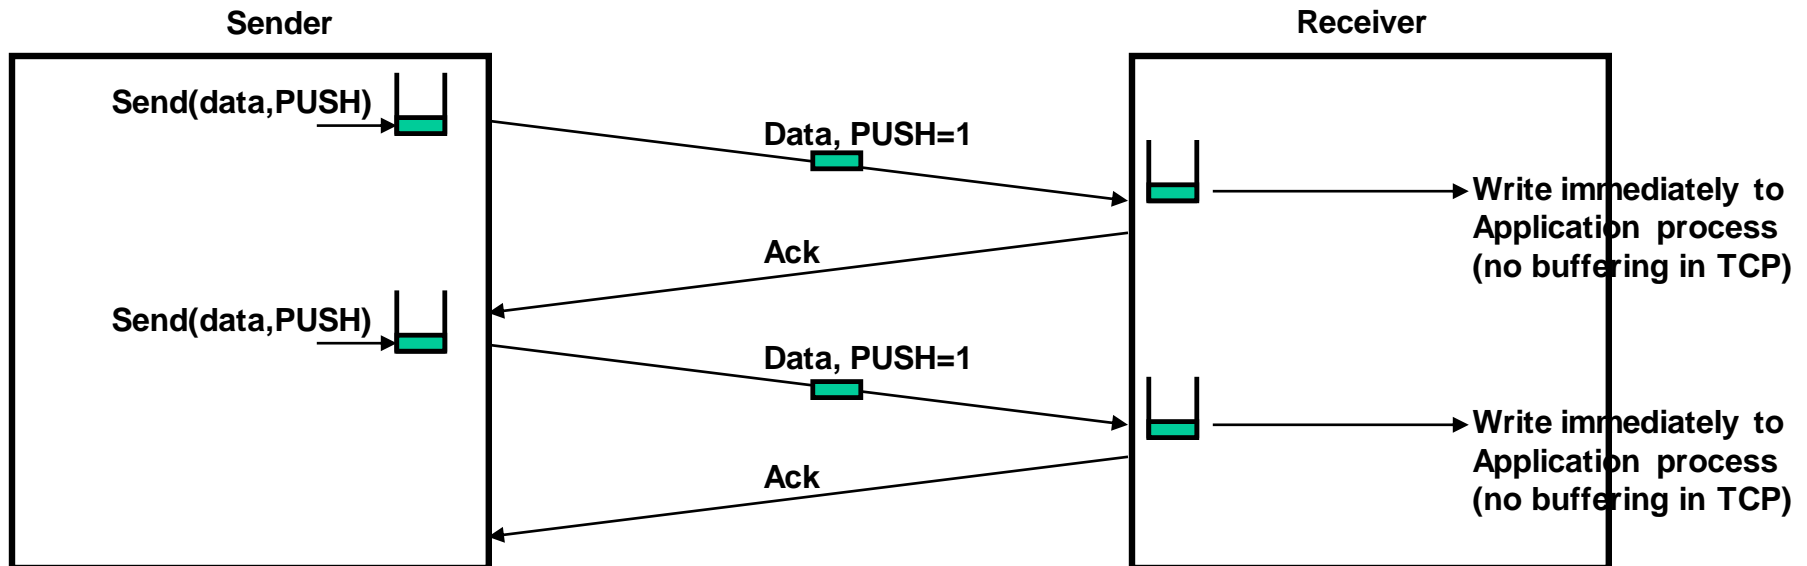 Sender
Receiver
Send(data,PUSH)
Data, PUSH=1
Write immediately to
Application process
(no buffering in TCP)
Ack
Send(data,PUSH)
Data, PUSH=1
Write immediately to
Application process
(no buffering in TCP)
Ack